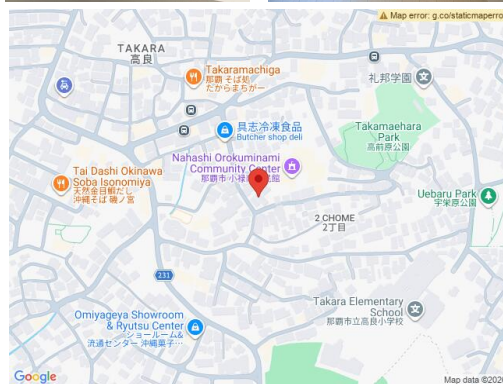 Map error: g.co/staticmaperro
TAKARA
高良
Takaramachiga
那覇 そば処
だからまちがー
礼邦学園
具志冷凍食品
Butcher shop deli
Takamaehara
Park
高前原公園
Nahashi Orokuminami
Community Center
那覇市小禄
館
Tai Dashi Okinawa
Soba Isonomiya
天然金目鯛だし
沖縄そば 磯ノ宮
Uebaru Park
宇栄原公園
2 CHOME
2丁目
231
Takara Elementary
School
那覇市立高良小学校
Omiyageya Showroom
& Ryutsu Center
ショールーム&
流通センター 沖縄菓子…
Google
Map data ©202